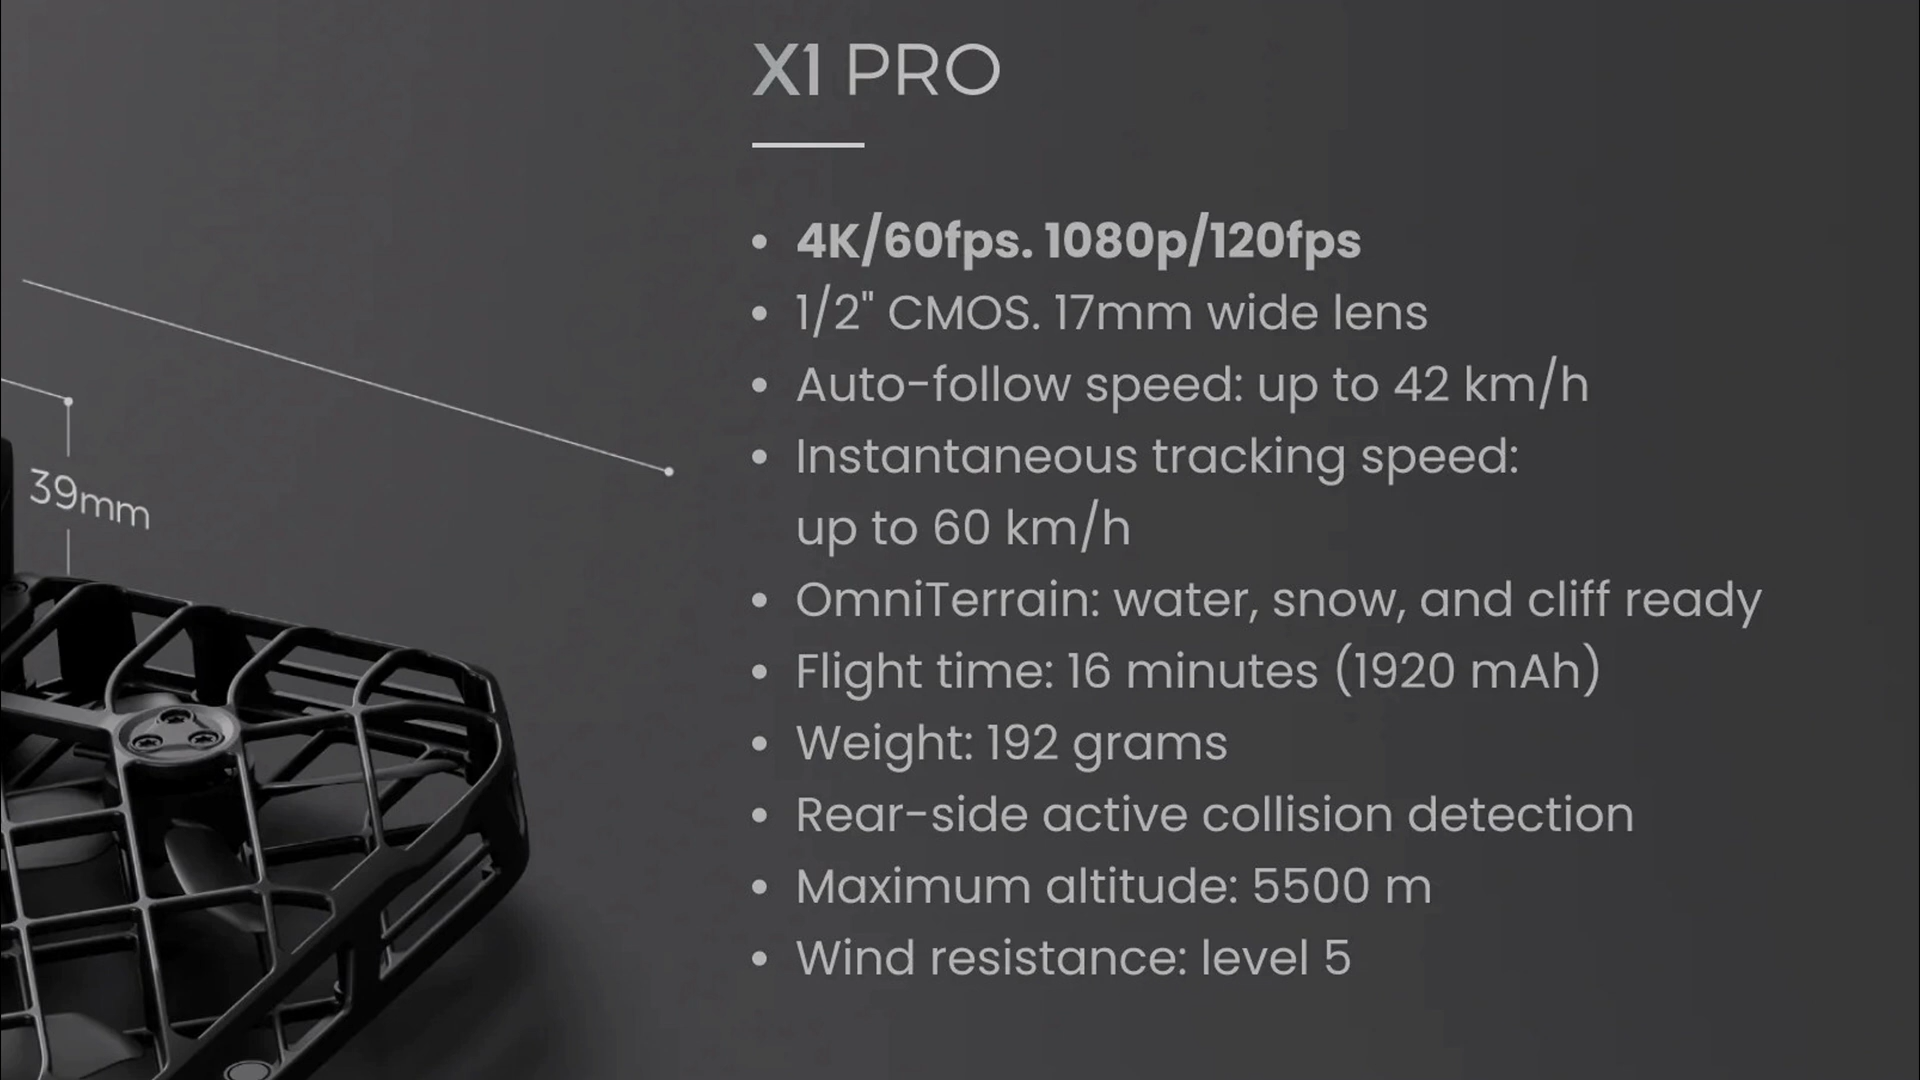 X1 PRO
• 4K/60fps. 1080p/120fps
• 1/2" CMOS. 17mm wide lens
• Auto-follow speed: up to 42 km/h
• Instantaneous tracking speed:
up to 60 km/h
• OmniTerrain: water, snow, and cliff ready
• Flight time: 16 minutes (1920 mAh)
• Weight: 192 grams
• Rear-side active collision detection
• Maximum altitude: 5500 m
• Wind resistance: level 5
39mm